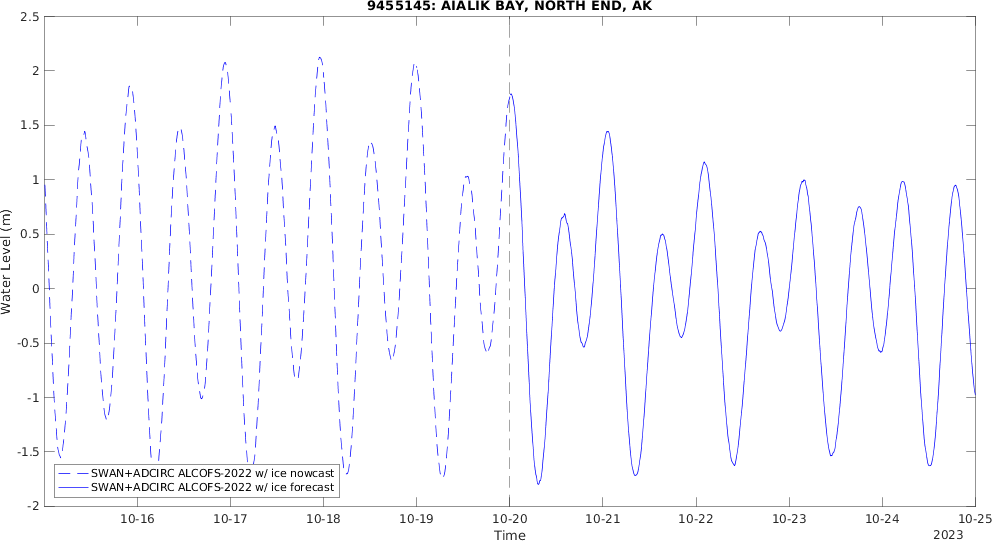 9455145: AIALIK BAY, NORTH END, AK
2.5
2
1.5
1
0.5
0
-0.5
-1
-1.5
-2
Water Level (m)
SWAN+ADCIRC ALCOFS-2022 w/ ice nowcast
SWAN+ADCIRC ALCOFS-2022 w/ ice forecast
10-16 10-17 10-18 10-19 10-20 10-21 10-22 10-23 10-24 10-25
Time
2023